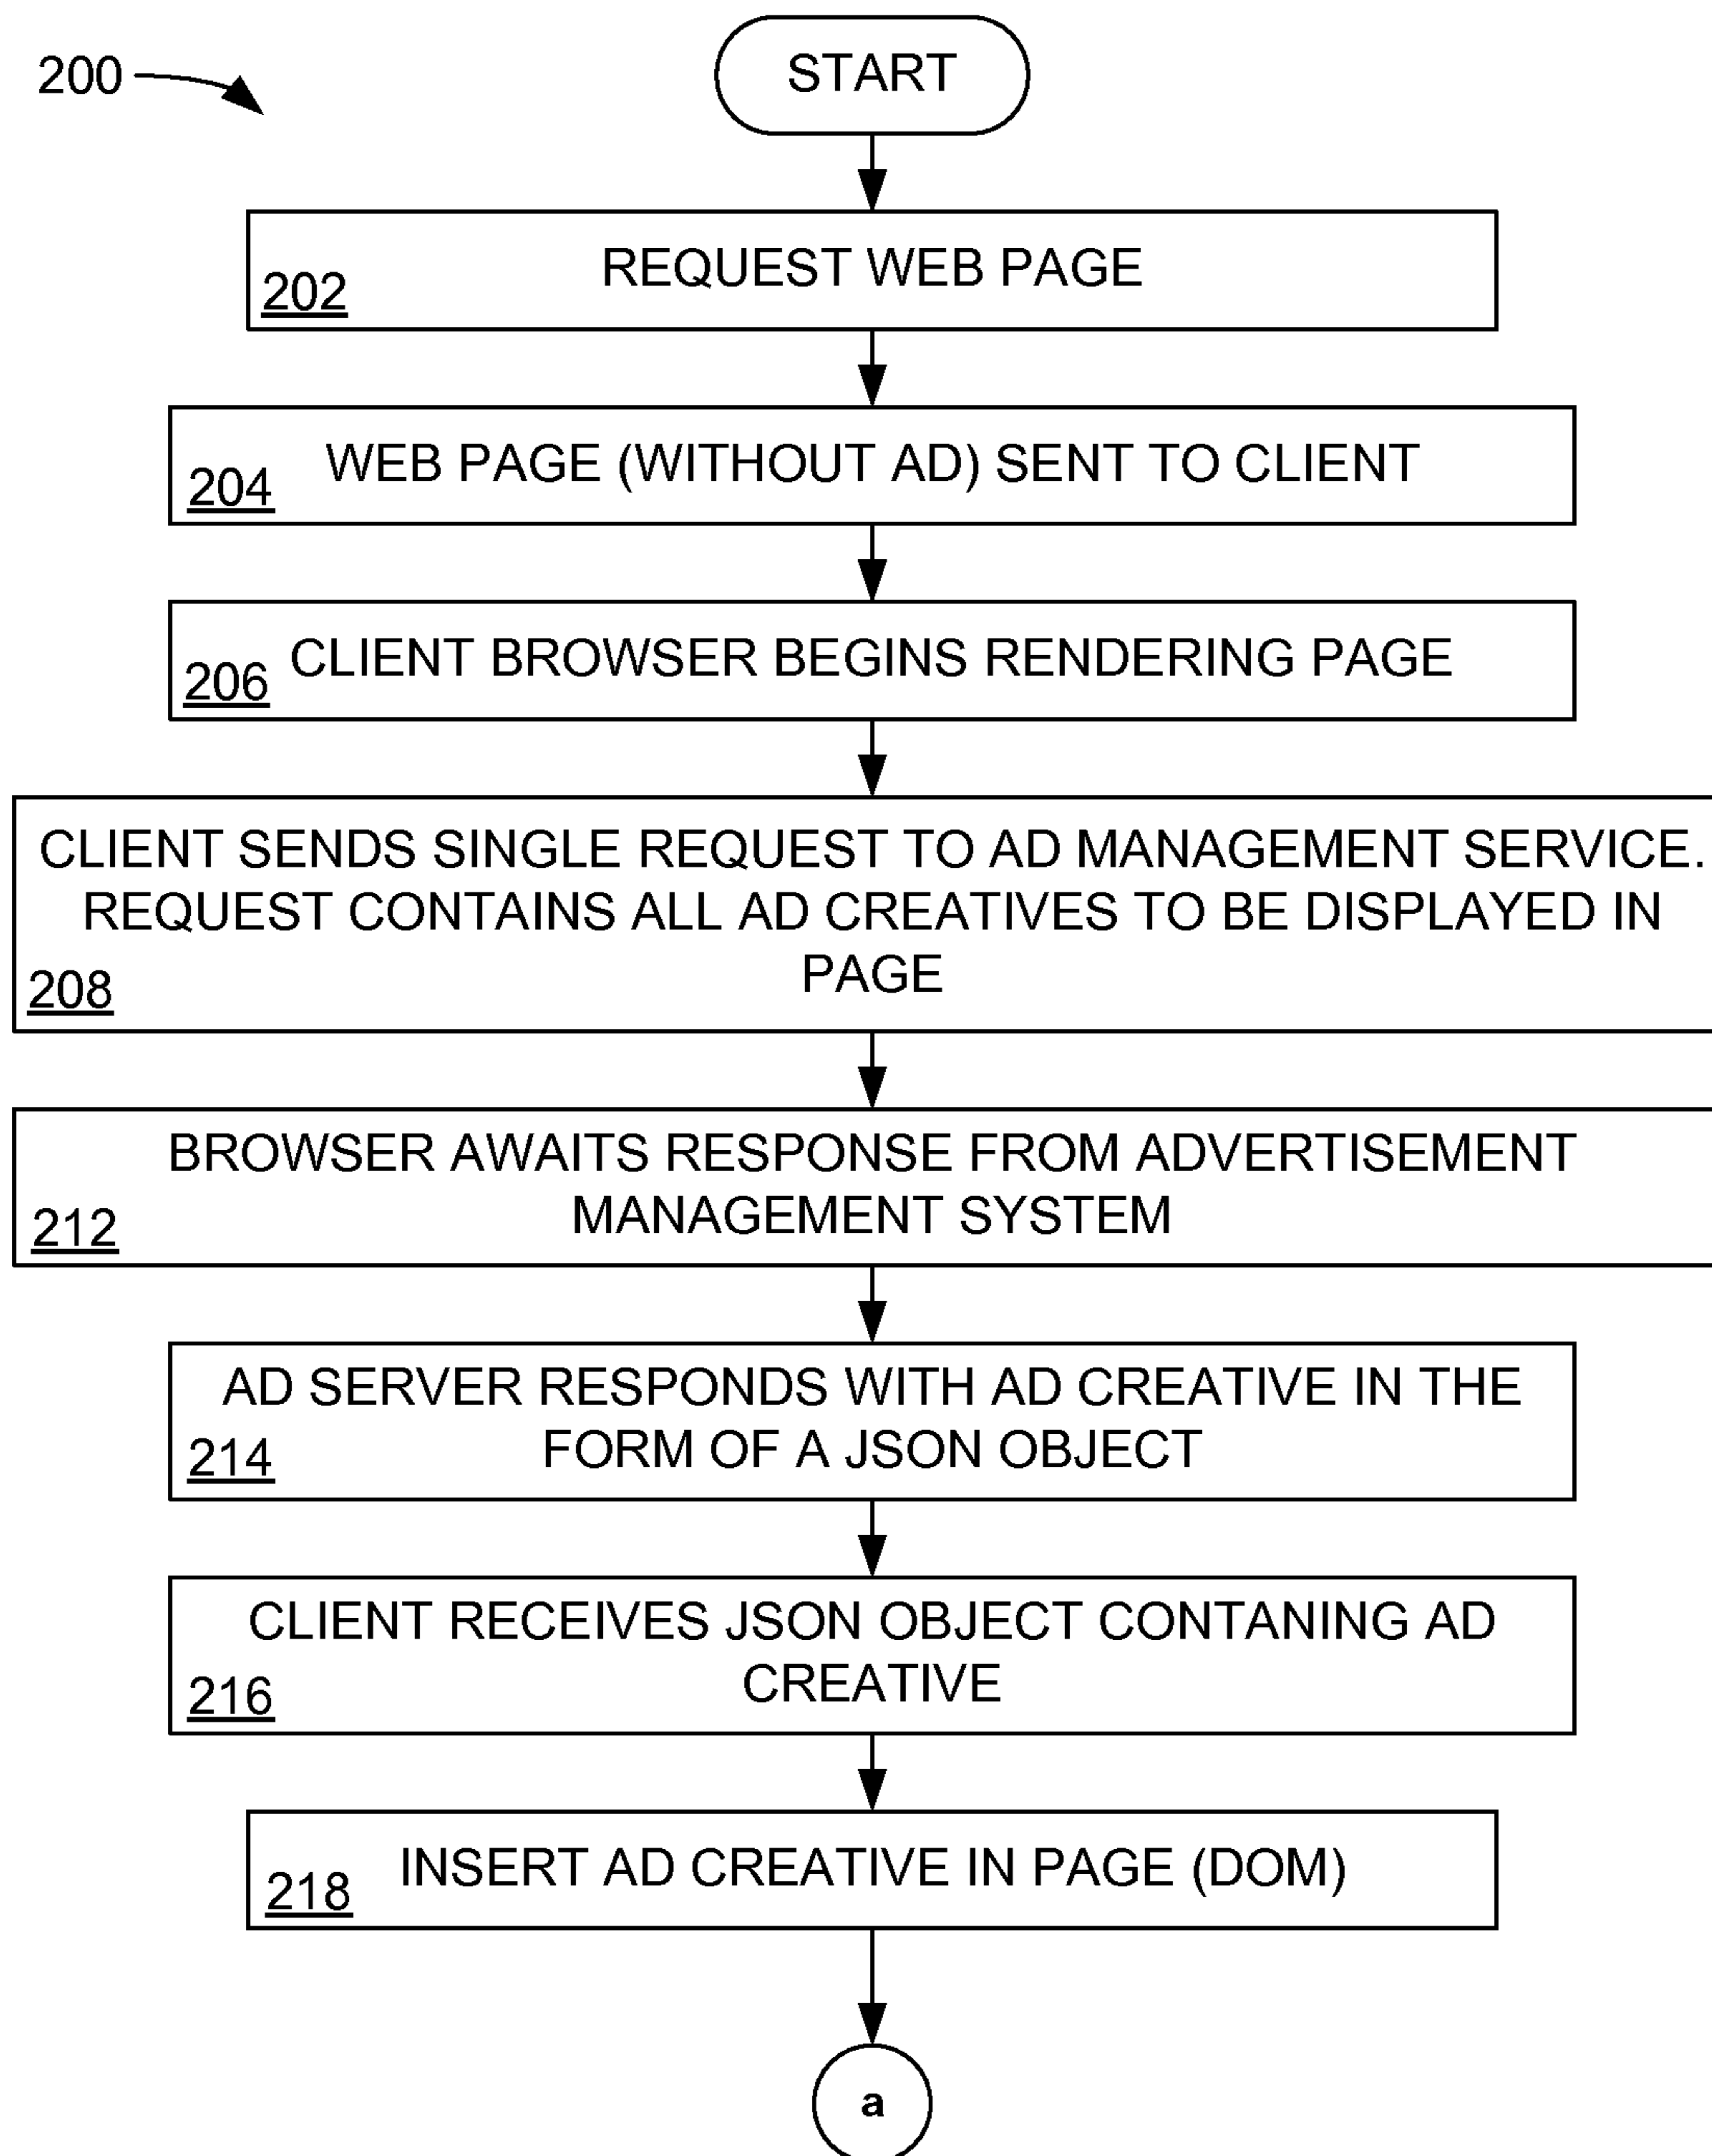 200
START
REQUEST WEB PAGE
202
WEB PAGE (WITHOUT AD) SENT TO CLIENT
204
CLIENT BROWSER BEGINS RENDERING PAGE
206
CLIENT SENDS SINGLE REQUEST TO AD MANAGEMENT SERVICE.
REQUEST CONTAINS ALL AD CREATIVES TO BE DISPLAYED IN
PAGE
208
BROWSER AWAITS RESPONSE FROM ADVERTISEMENT
MANAGEMENT SYSTEM
212
AD SERVER RESPONDS WITH AD CREATIVE IN THE
FORM OF A JSON OBJECT
214
CLIENT RECEIVES JSON OBJECT CONTANING AD
CREATIVE
216
INSERT AD CREATIVE IN PAGE (DOM)
218
a